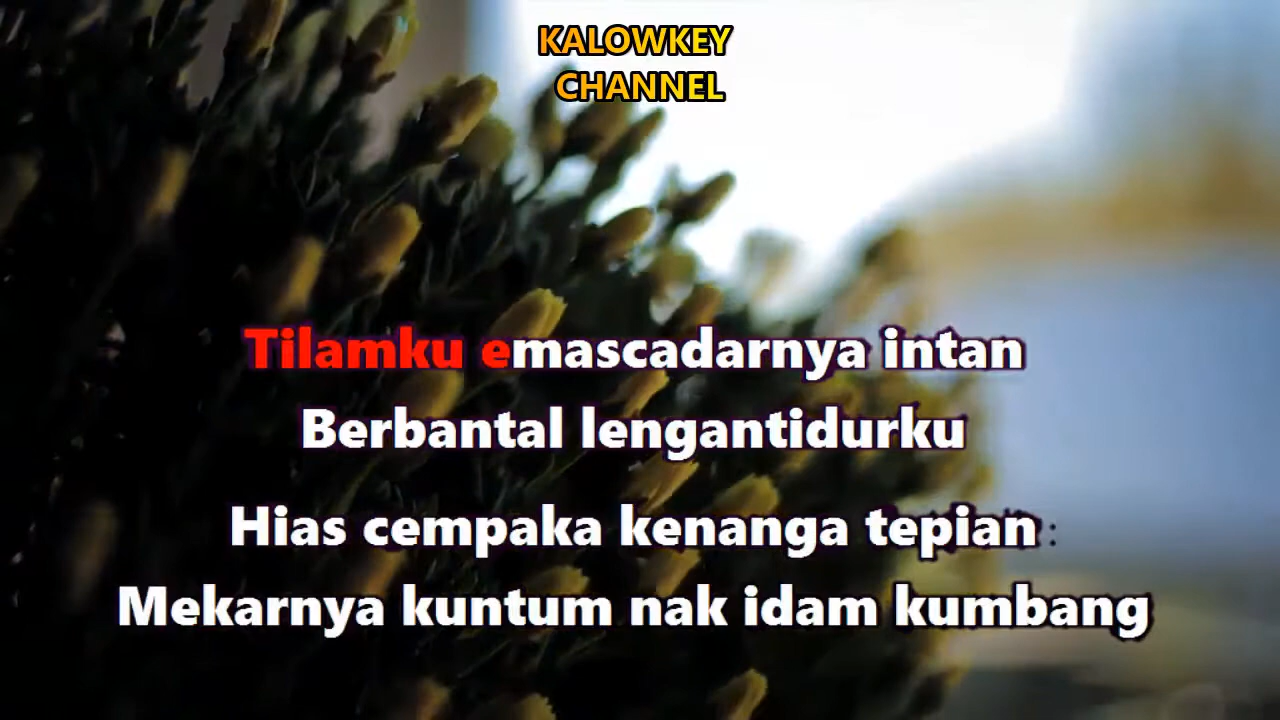 KALOWKEY
CHANNEL
Tilamku emascadarnya intan
Berbantal lengantidurku
Hias cempaka kenanga tepian :
Mekarnya kuntum nak idam kumbang